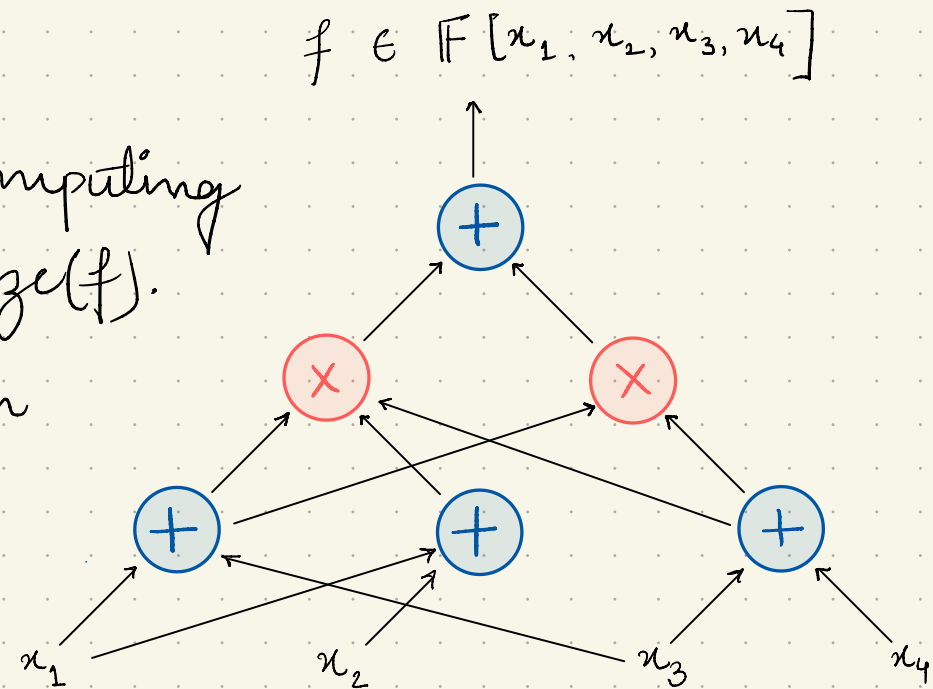 f ∈ 𝔽[x₁, x₂, x₃, x₄]
mputing
ze(f).
n
+
× ×
+ + +
x₁ x₂ x₃ x₄